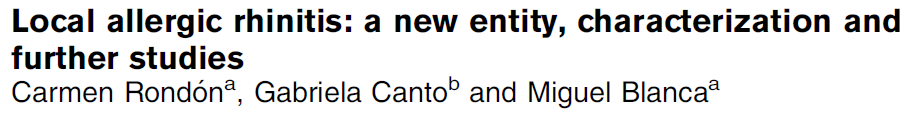 Local allergic rhinitis: a new entity, characterization and
further studies
Carmen Rondónᵃ, Gabriela Cantoᵇ and Miguel Blancaᵃ